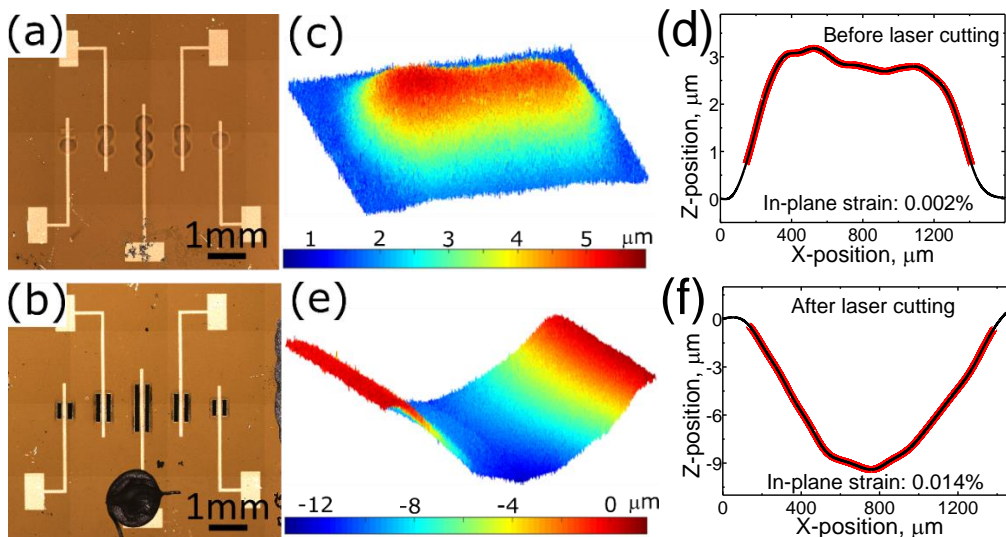 (a)
1mm
(c)
μm
1 2 3 4 5
(d)
Before laser cutting
Z-position, μm
3
2
0
In-plane strain: 0.002%
0 400 800 1200
X-position, μm
(b)
1mm
(e)
μm
-12 -8 -4 0
(f)
After laser cutting
Z-position, μm
0
-3
-6
-9
In-plane strain: 0.014%
0 400 800 1200
X-position, μm